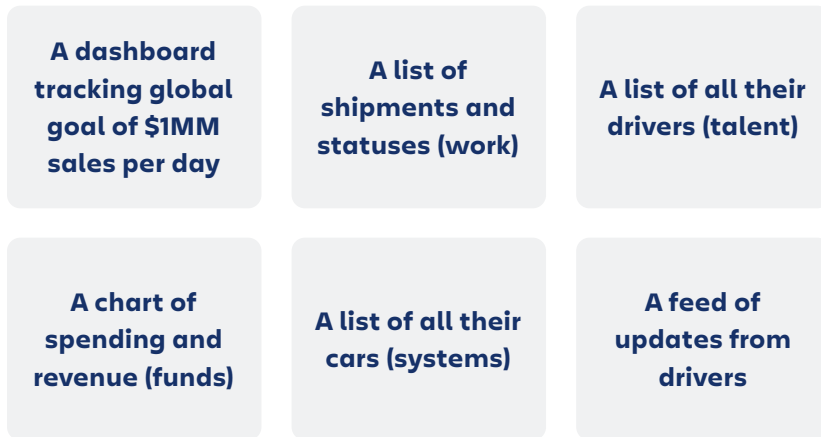 A dashboard
tracking global
goal of $1MM
sales per day
A list of
shipments and
statuses (work)
A list of all their
drivers (talent)
A chart of
spending and
revenue (funds)
A list of all their
cars (systems)
A feed of
updates from
drivers